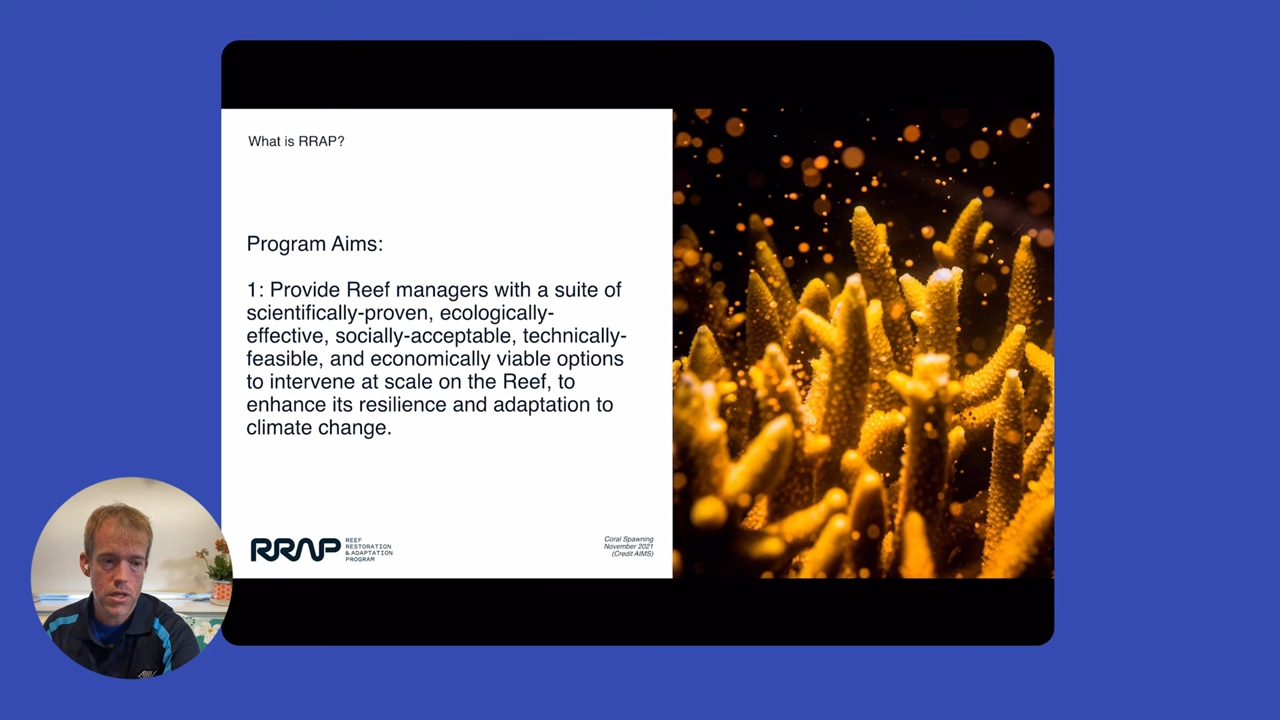 What is RRAP?
Program Aims:
1: Provide Reef managers with a suite of
scientifically-proven, ecologically-
effective, socially-acceptable, technically-
feasible, and economically viable options
to intervene at scale on the Reef, to
enhance its resilience and adaptation to
climate change.
RRAP
REEF
RESTORATION
& ADAPTATION
PROGRAM
Coral Spawning
November 2021
(Credit AIMS)